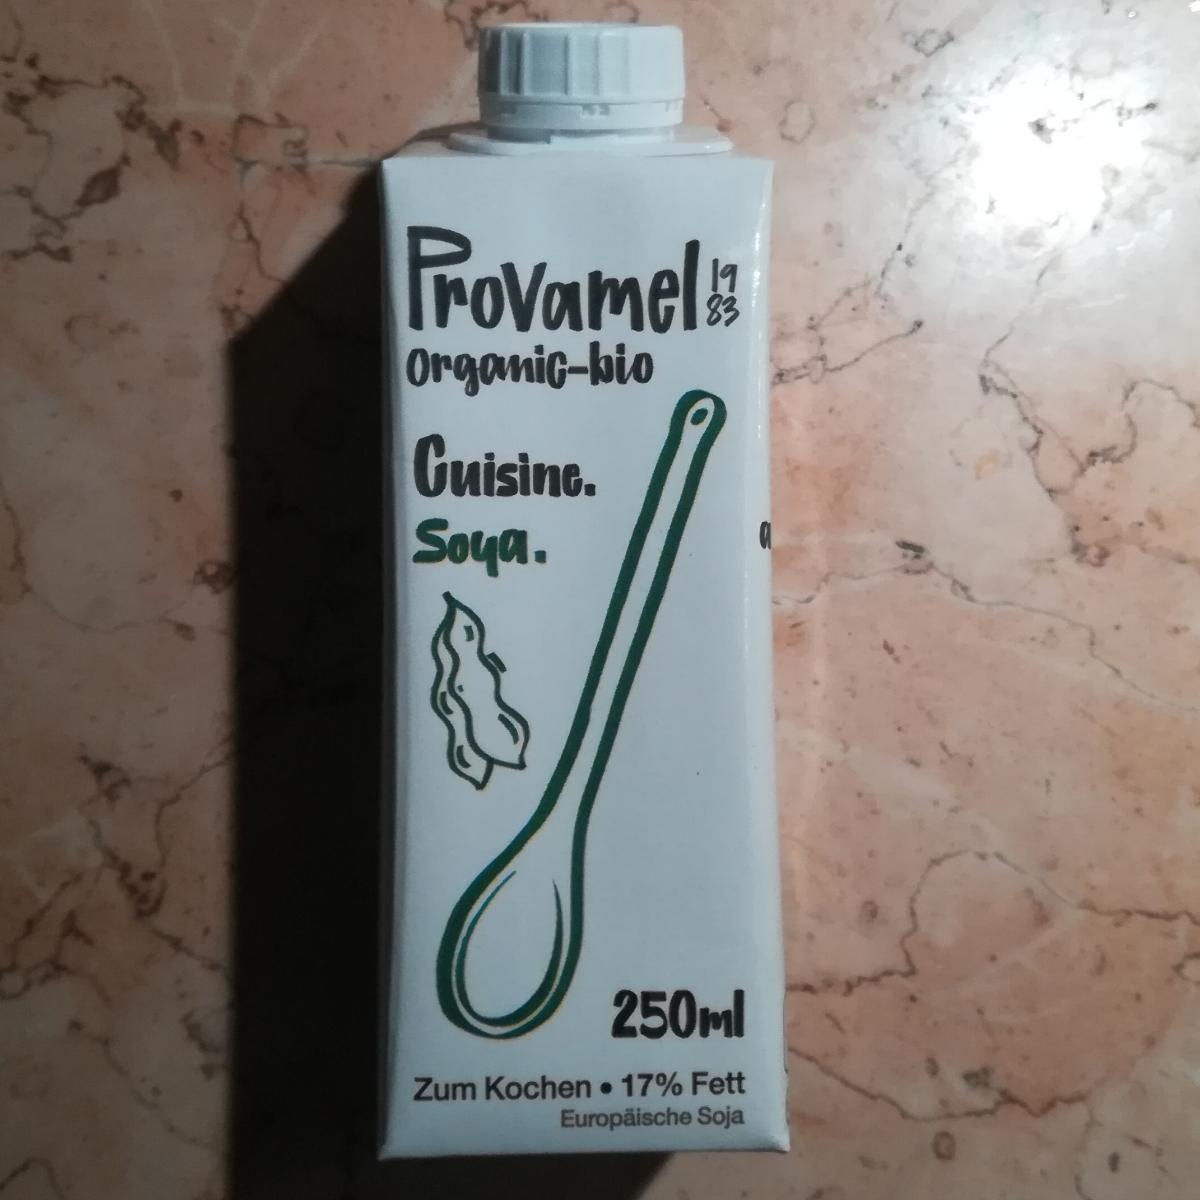 Provamel 19
83
organic-bio
Cuisine.
Soya.
250ml
Zum Kochen • 17% Fett
Europäische Soja